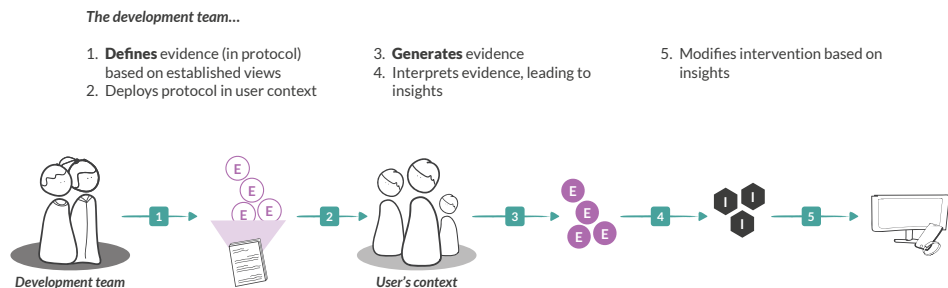 The development team...
1. Defines evidence (in protocol)
based on established views
2. Deploys protocol in user context
3. Generates evidence
4. Interprets evidence, leading to
insights
5. Modifies intervention based on
insights
E
E
E E
1
2
3
E
E
E E
4
I I
I
5
Development team
User's context